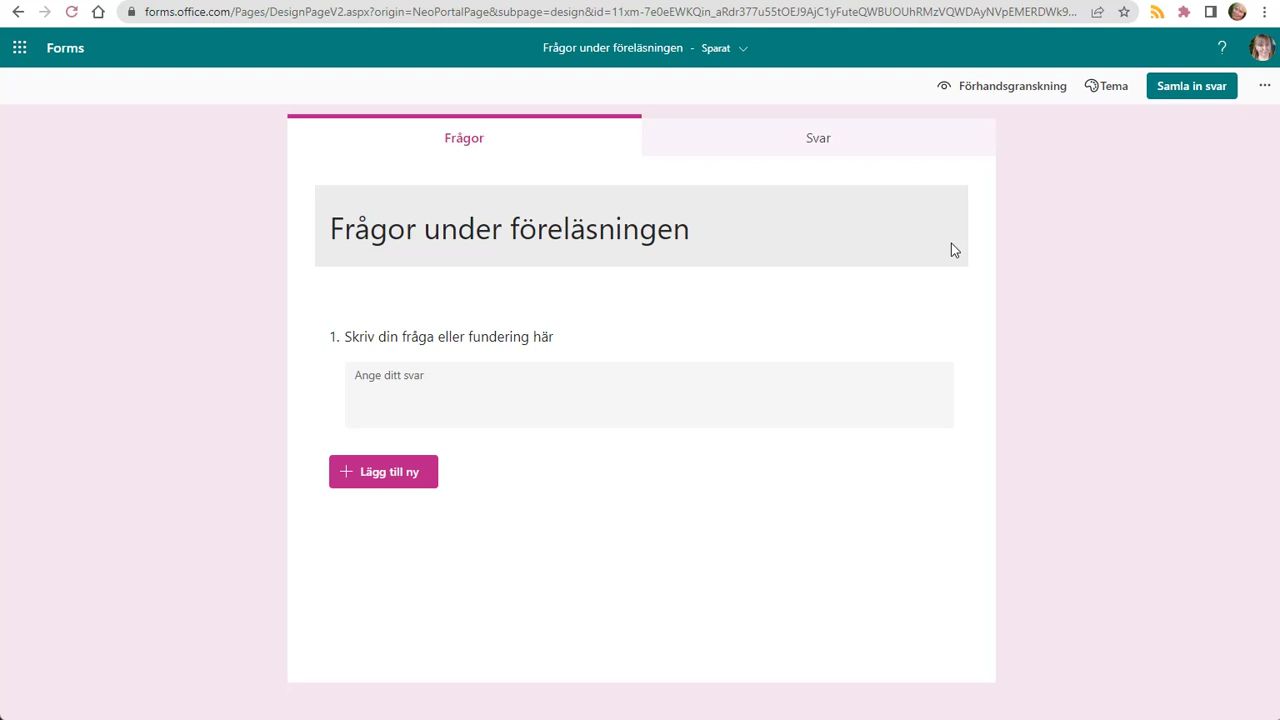 forms.office.com/Pages/DesignPageV2.aspx?origin=NeoPortalPage&subpage=design&id=11xm-7e0eEWKQin_aRd377u55tOEJ9AjC1yFuteQWBUOUhRMzVQWDAyNVpEMERDWk9...
Forms
Frågor under föreläsningen - Sparat
?
Förhandsgranskning
Tema
Samla in svar
...
Frågor
Svar
Frågor under föreläsningen
1. Skriv din fråga eller fundering här
Ange ditt svar
+ Lägg till ny